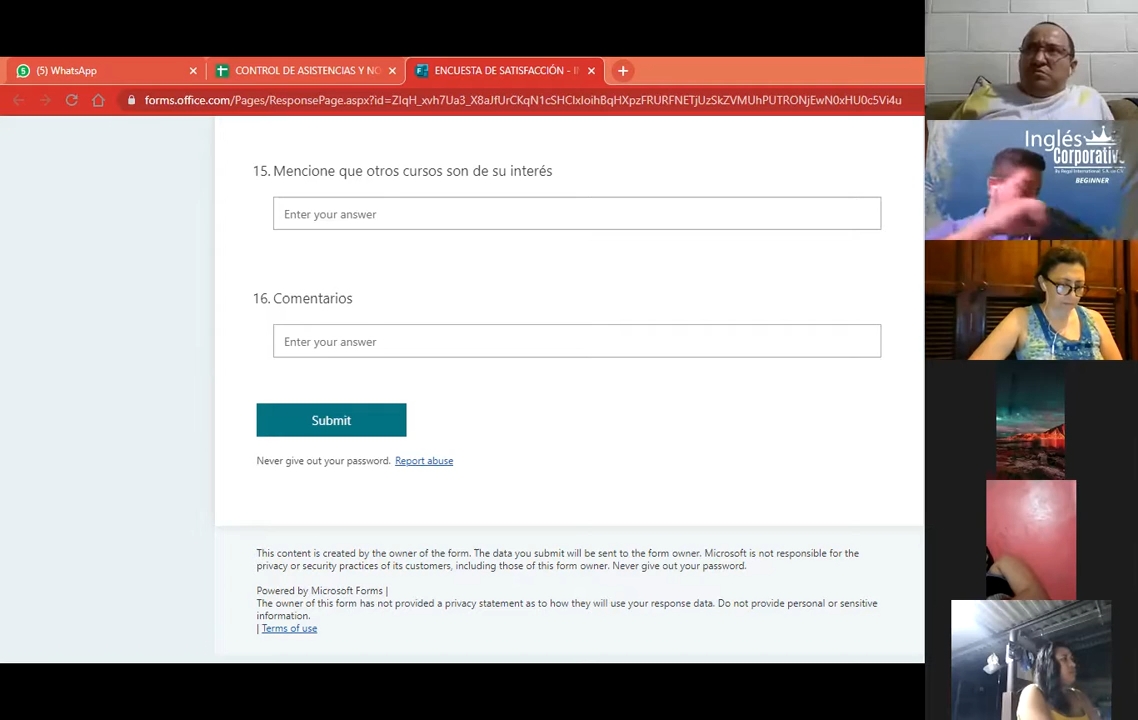 (5) WhatsApp
CONTROL DE ASISTENCIAS Y NO
ENCUESTA DE SATISFACCIÓN - I
forms.office.com/Pages/ResponsePage.aspx?id=ZIqH_xvh7Ua3_X8aJfUrCKqN1cSHClxIoihBqHXpzFRURFNETjUzSkZVMUhPUTRONjEwN0xHU0c5Vi4u
15. Mencione que otros cursos son de su interés
Enter your answer
16. Comentarios
Enter your answer
Submit
Never give out your password. Report abuse
This content is created by the owner of the form. The data you submit will be sent to the form owner. Microsoft is not responsible for the
privacy or security practices of its customers, including those of this form owner. Never give out your password.
Powered by Microsoft Forms |
The owner of this form has not provided a privacy statement as to how they will use your response data. Do not provide personal or sensitive
information.
| Terms of use
Inglés
Corporativ
By Regal International, S.A. de C.V.
BEGINNER